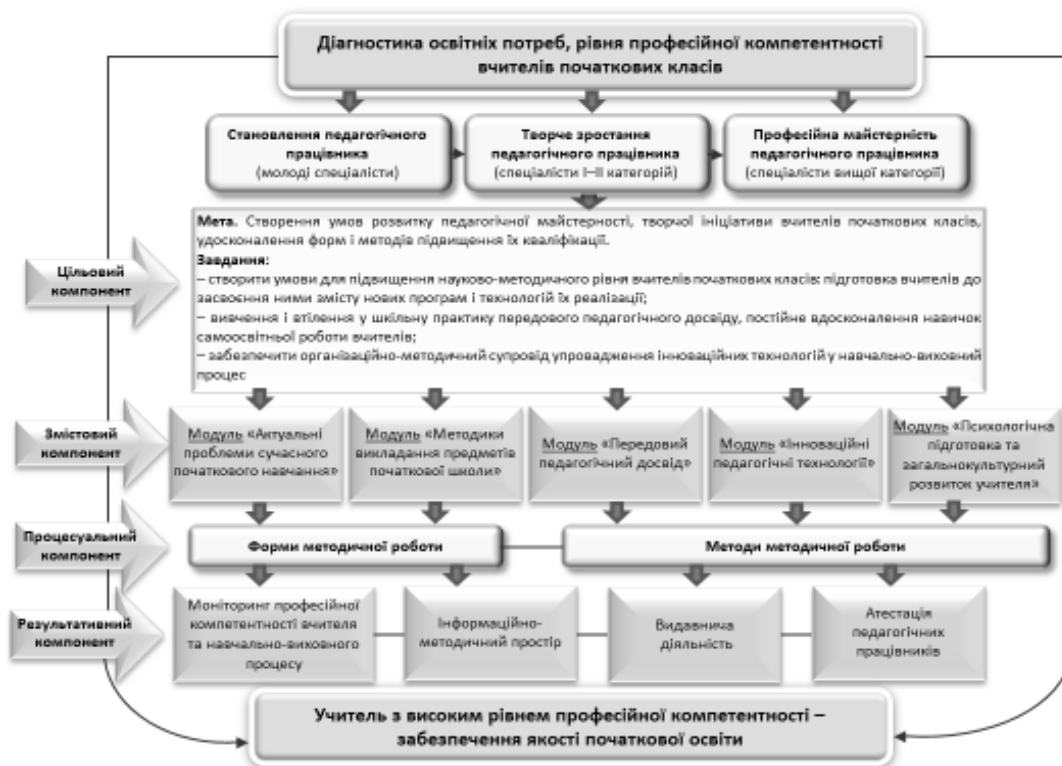 Діагностика освітніх потреб, рівня професійної компетентності
вчителів початкових класів
Становлення педагогічного
працівника
(молоді спеціалісти)
Творче зростання
педагогічного працівника
(спеціалісти І–ІІ категорій)
Професійна майстерність
педагогічного працівника
(спеціалісти вищої категорії)
Цільовий
компонент
Мета. Створення умов розвитку педагогічної майстерності, творчої ініціативи вчителів початкових класів,
удосконалення форм і методів підвищення їх кваліфікації.
Завдання:
– створити умови для підвищення науково-методичного рівня вчителів початкових класів: підготовка вчителів до
засвоєння ними змісту нових програм і технологій їх реалізації;
– вивчення і втілення у шкільну практику передового педагогічного досвіду, постійне вдосконалення навичок
самоосвітньої роботи вчителів;
– забезпечити організаційно-методичний супровід упровадження інноваційних технологій у навчально-виховний
процес
Змістовий
компонент
Модуль «Актуальні
проблеми сучасного
початкового навчання»
Модуль «Методики
викладання предметів
початкової школи»
Модуль «Передовий
педагогічний досвід»
Модуль «Інноваційні
педагогічні технології»
Модуль «Психологічна
підготовка та
загальнокультурний
розвиток учителя»
Процесуальний
компонент
Форми методичної роботи
Методи методичної роботи
Результативний
компонент
Моніторинг професійної
компетентності вчителя
та навчально-виховного
процесу
Інформаційно-
методичний простір
Видавнича
діяльність
Атестація
педагогічних
працівників
Учитель з високим рівнем професійної компетентності –
забезпечення якості початкової освіти